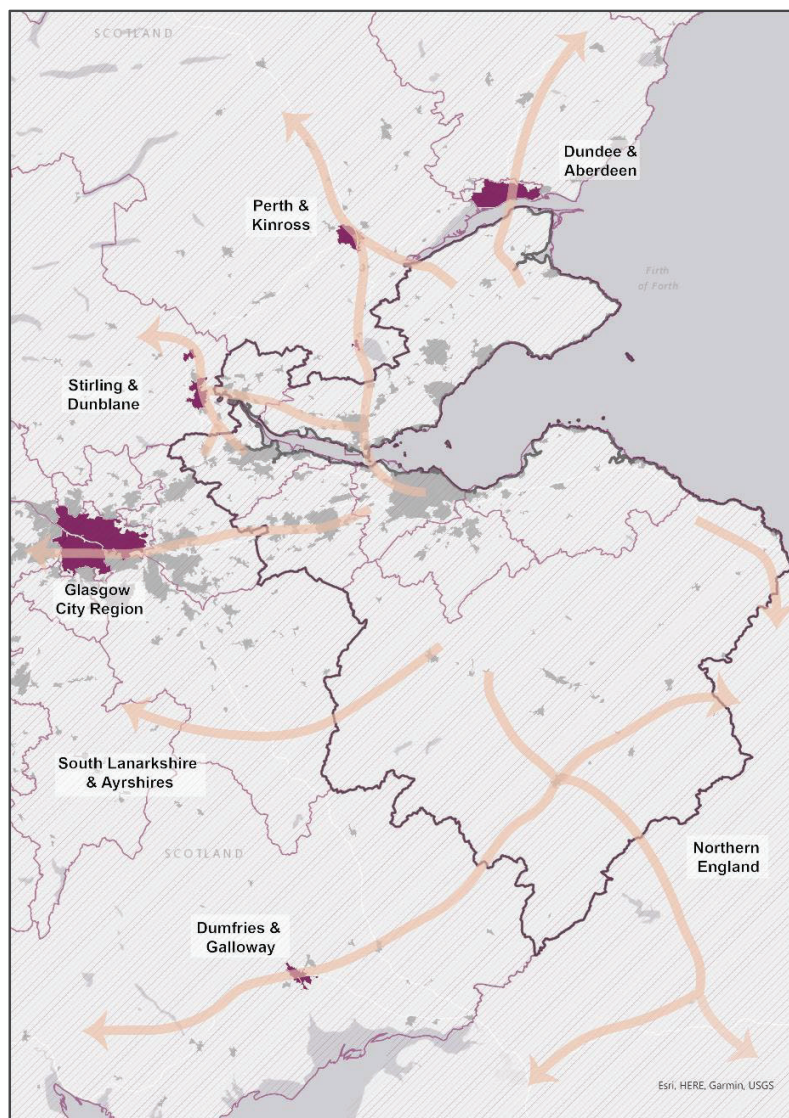 SCOTLAND
Dundee &
Aberdeen
Perth &
Kinross
Firth
of Forth
Stirling &
Dunblane
Glasgow
City Region
South Lanarkshire
& Ayrshires
SCOTLAND
Northern
England
Dumfries &
Galloway
Esri, HERE, Garmin, USGS